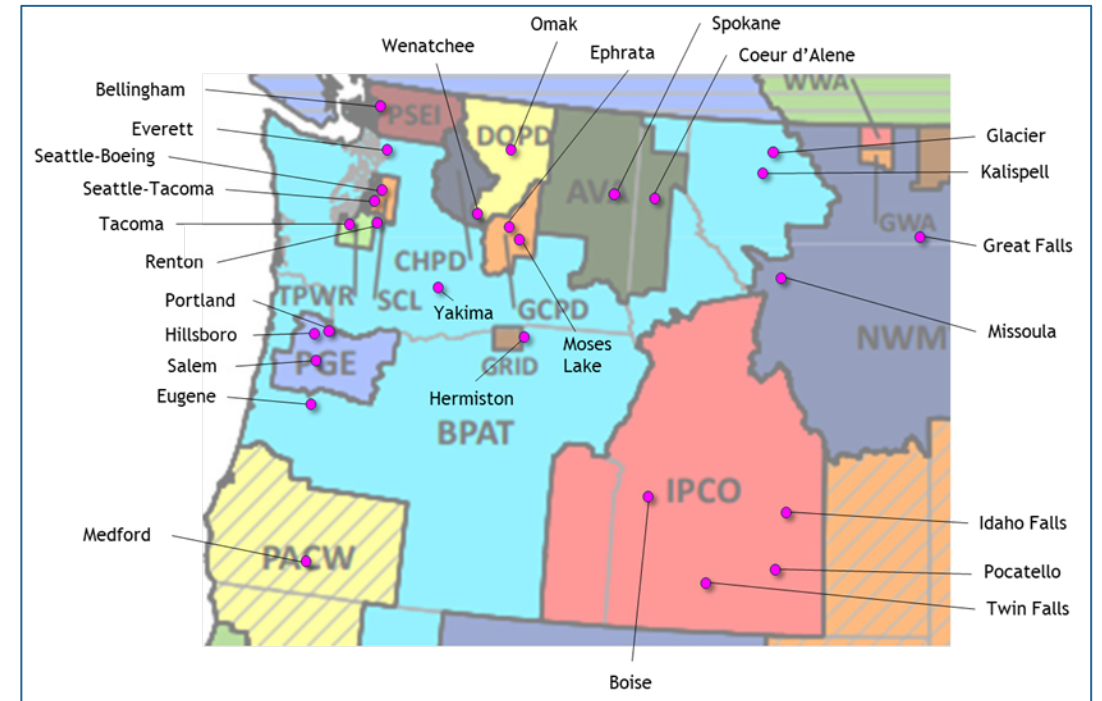 Omak
Spokane
Wenatchee
Ephrata
Coeur d’Alene
Bellingham
WWA
PSEI
Everett
DOPD
Glacier
Seattle-Boeing
Kalispell
Seattle-Tacoma
AVA
Tacoma
GWA
Great Falls
Renton
CHPD
Portland
TPWR
SCL
Yakima
GCPD
Hillsboro
Moses
Lake
Missoula
NWM
Salem
PGE
GRID
Eugene
Hermiston
BPAT
IPCO
Idaho Falls
Medford
PACW
Pocatello
Twin Falls
Boise